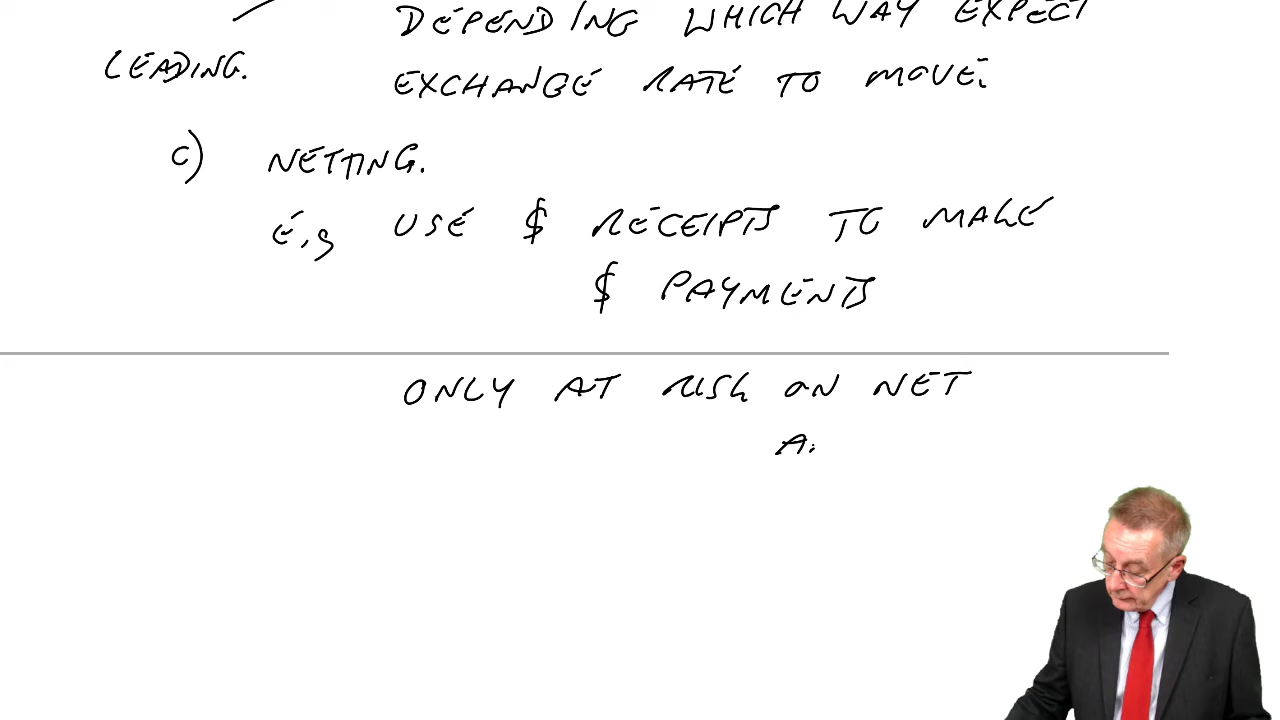 DEPENDING WHICH WAY EXPECT
LEADING.
EXCHANGE RATE TO MOVE.
c) NETTING.
E.g USE $ RECEIPTS TO MAKE
$ PAYMENTS
ONLY AT RISK ON NET
A